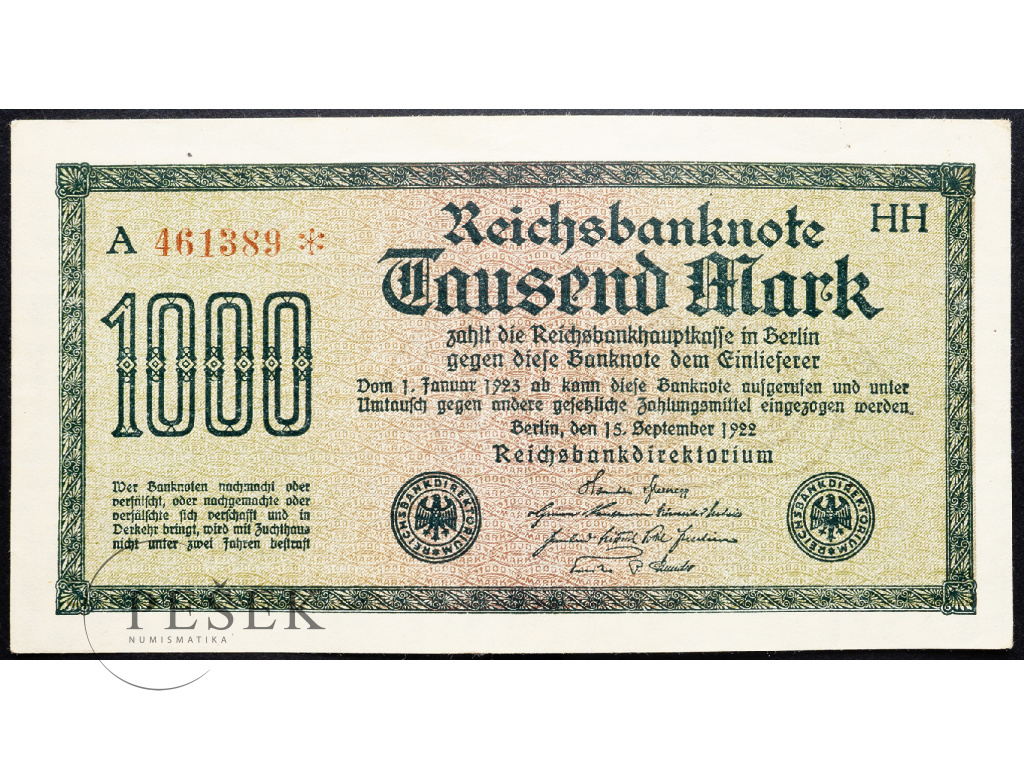 A 461389 *
HH
Reichsbanknote
Tausend Mark
1000
zahlt die Reichsbankhauptkasse in Berlin
gegen diese Banknote dem Einlieferer
Vom 1. Januar 1923 ab kann diese Banknote aufgerufen und unter
Umtausch gegen andere gesetzliche Zahlungsmittel eingezogen werden.
Berlin, den 15. September 1922
Reichsbankdirektorium
Wer Banknoten nachmacht oder
verfälscht, oder nachgemachte oder
verfälschte sich verschafft und in
Verkehr bringt, wird mit Zuchthaus
nicht unter zwei Jahren bestraft
REICHSBANKDIREKTORIUM
REICHSBANKDIREKTORIUM
PEŠEK
NUMISMATIKA